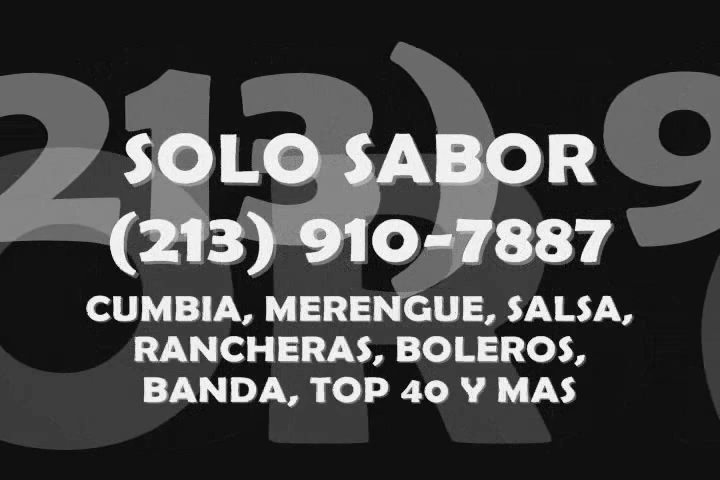 SOLO SABOR
(213) 910-7887
CUMBIA, MERENGUE, SALSA,
RANCHERAS, BOLEROS,
BANDA, TOP 40 Y MAS